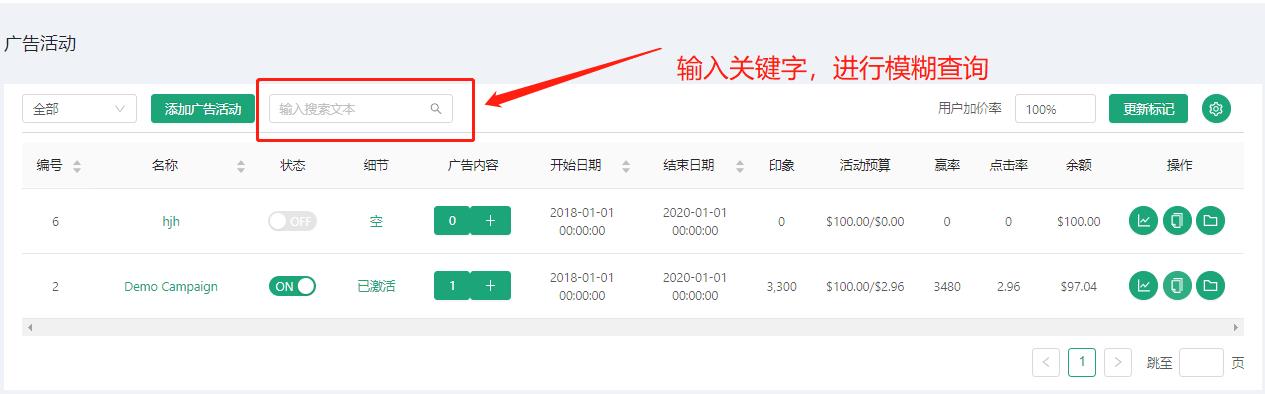 广告活动
输入关键字，进行模糊查询
全部 添加广告活动 输入搜索文本 用户加价率 100% 更新标记
编号 名称 状态 细节 广告内容 开始日期 结束日期 印象 活动预算 赢率 点击率 余额 操作
6 hjh OFF 空 0 + 2018-01-01 00:00:00 2020-01-01 00:00:00 0 $100.00/$0.00 0 0 $100.00
2 Demo Campaign ON 已激活 1 + 2018-01-01 00:00:00 2020-01-01 00:00:00 3,300 $100.00/$2.96 3480 2.96 $97.04
< 1 > 跳至 页